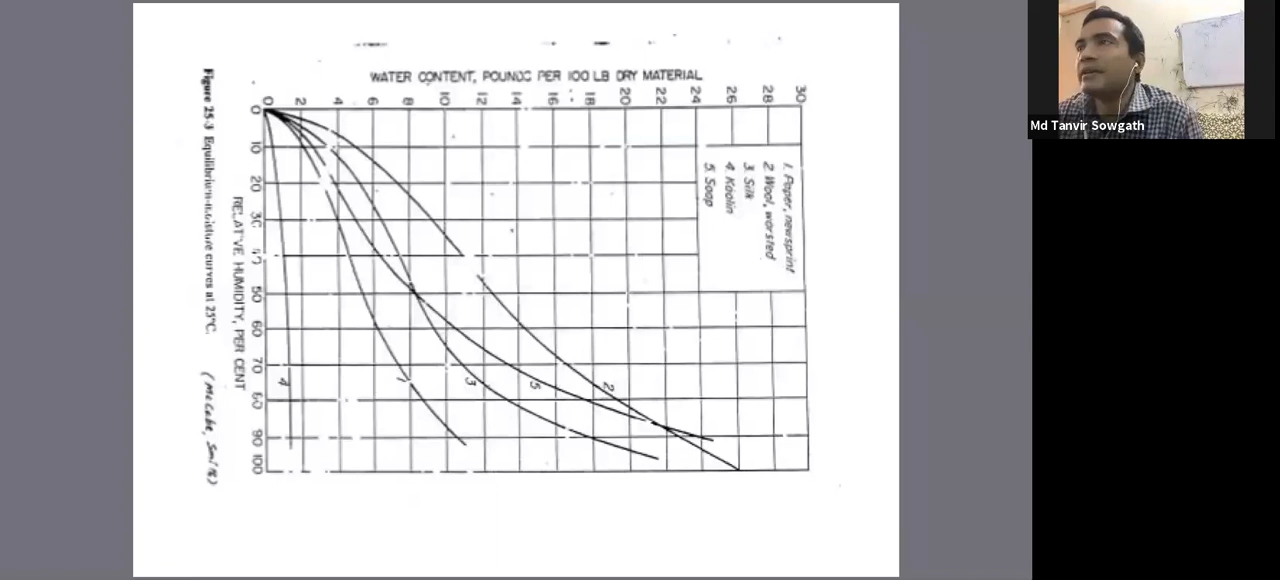 WATER CONTENT, POUNDS PER 100 LB DRY MATERIAL
0 2 4 6 8 10 12 14 16 18 20 22 24 26 28 30
1. Paper, newsprint
2 Wool, worsted
3. Silk
4. Kaolin
5. Soap
0 10 20 30 40 50 60 70 80 90 100
RELATIVE HUMIDITY, PER CENT
4 1 3 5 2
Figure 25-3 Equilibrium-moisture curves at 25°C. (McCabe, Smith)
Md Tanvir Sowgath